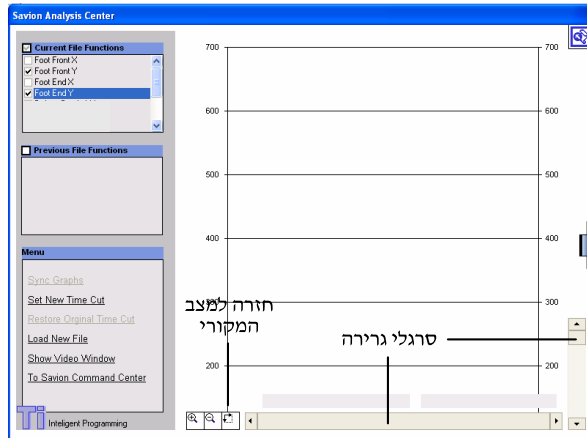 Savion Analysis Center
Current File Functions
Foot Front X
Foot Front Y
Foot End X
Foot End Y
Previous File Functions
Menu
Sync Graphs
Set New Time Cut
Restore Orginal Time Cut
Load New File
Show Video Window
To Savion Command Center
Ti
Inteligent Programming
700
600
500
400
300
200
700
600
500
400
300
200
חזרה למצב
המקורי
סרגלי גרירה